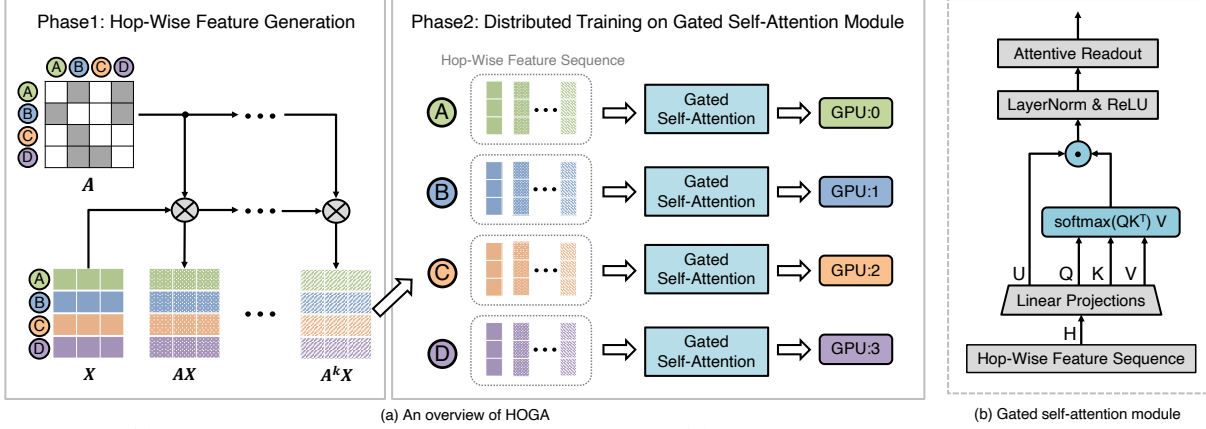 Phase1: Hop-Wise Feature Generation
A B C D
A
B
C
D
A
A
B
C
D
X
AX
AᵏX
Phase2: Distributed Training on Gated Self-Attention Module
Hop-Wise Feature Sequence
A
Gated
Self-Attention
GPU:0
B
Gated
Self-Attention
GPU:1
C
Gated
Self-Attention
GPU:2
D
Gated
Self-Attention
GPU:3
(a) An overview of HOGA
Attentive Readout
LayerNorm & ReLU
softmax(QKᵀ) V
U Q K V
Linear Projections
H
Hop-Wise Feature Sequence
(b) Gated self-attention module